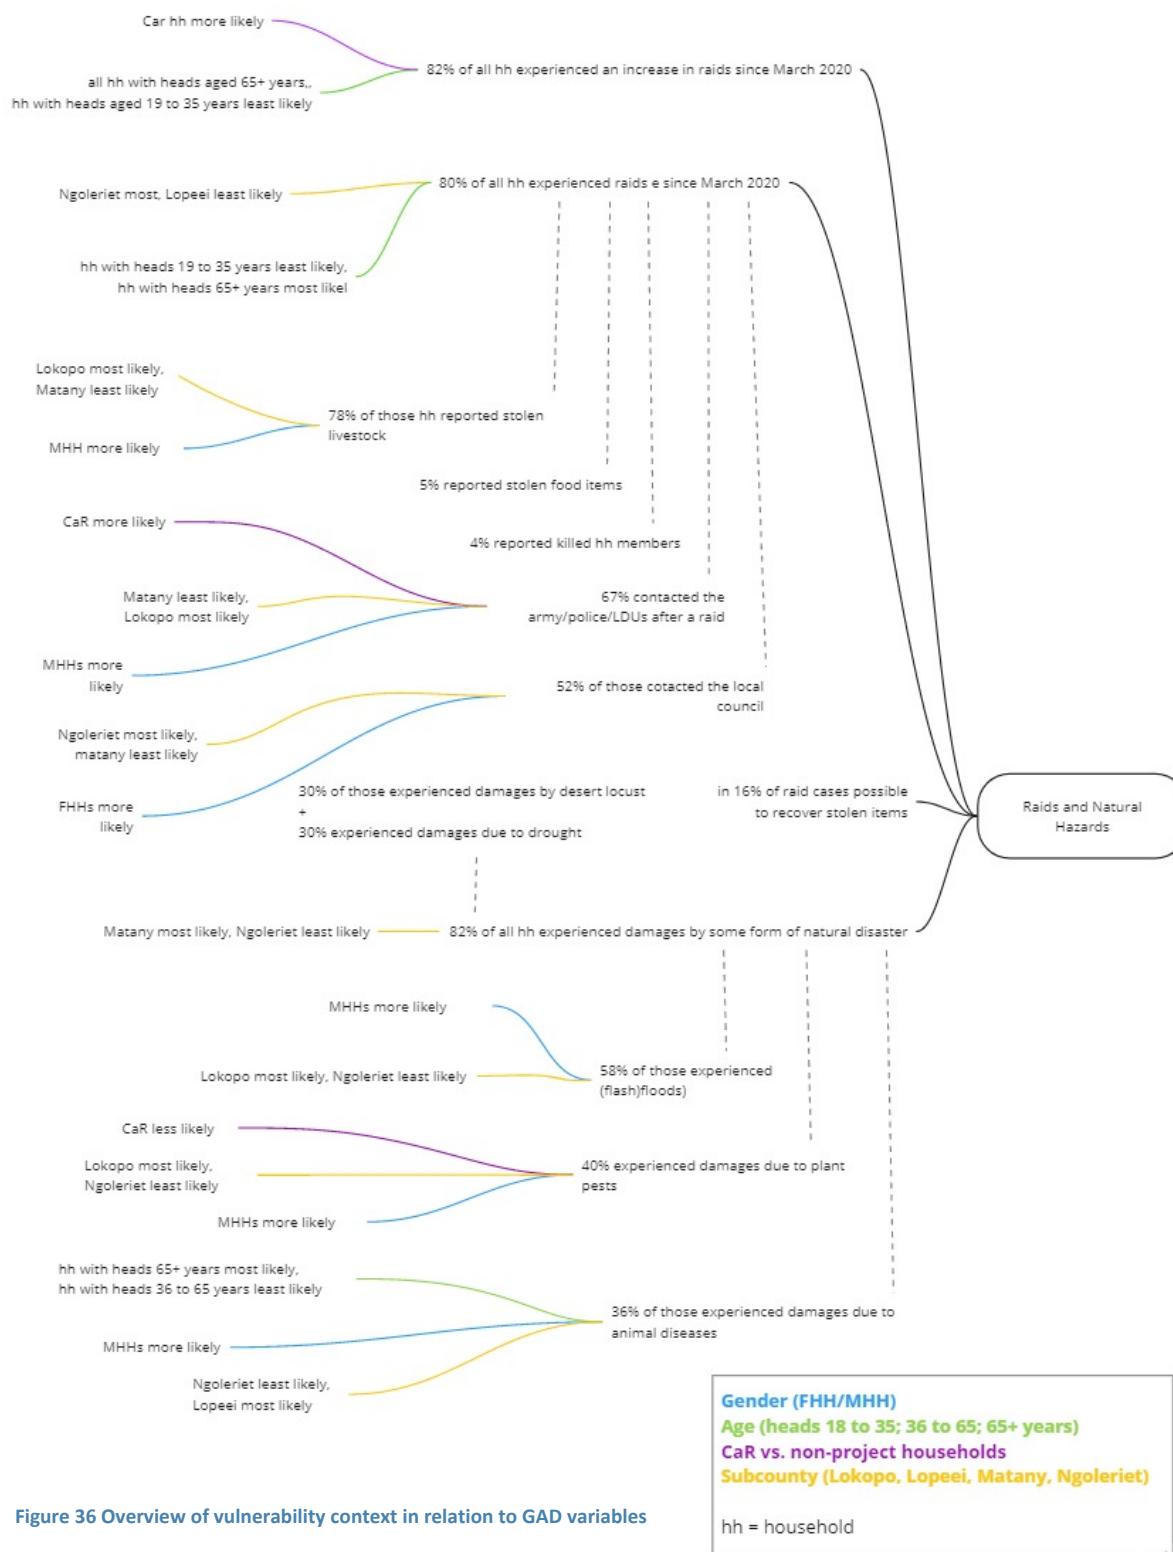 Car hh more likely
82% of all hh experienced an increase in raids since March 2020
all hh with heads aged 65+ years,,
hh with heads aged 19 to 35 years least likely
80% of all hh experienced raids e since March 2020
Ngoleriet most, Lopeei least likely
hh with heads 19 to 35 years least likely,
hh with heads 65+ years most likel
Lokopo most likely,
Matany least likely
78% of those hh reported stolen
livestock
MHH more likely
5% reported stolen food items
CaR more likely
4% reported killed hh members
Matany least likely,
Lokopo most likely
67% contacted the
army/police/LDUs after a raid
MHHs more
likely
52% of those cotacted the local
council
Ngoleriet most likely,
matany least likely
FHHs more
likely
30% of those experienced damages by desert locust
+
30% experienced damages due to drought
in 16% of raid cases possible
to recover stolen items
Raids and Natural
Hazards
Matany most likely, Ngoleriet least likely
82% of all hh experienced damages by some form of natural disaster
MHHs more likely
Lokopo most likely, Ngoleriet least likely
58% of those experienced
(flash)floods)
CaR less likely
Lokopo most likely,
Ngoleriet least likely
40% experienced damages due to plant
pests
MHHs more likely
hh with heads 65+ years most likely,
hh with heads 36 to 65 years least likely
36% of those experienced damages due to
animal diseases
MHHs more likely
Ngoleriet least likely,
Lopeei most likely
Gender (FHH/MHH)
Age (heads 18 to 35; 36 to 65; 65+ years)
CaR vs. non-project households
Subcounty (Lokopo, Lopeei, Matany, Ngoleriet)
hh = household
Figure 36 Overview of vulnerability context in relation to GAD variables